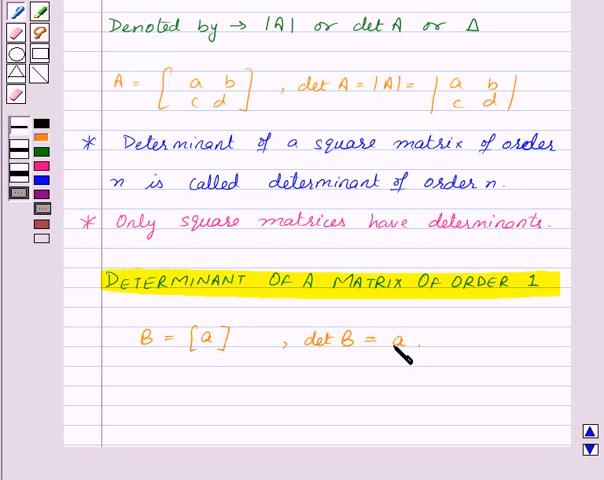 Denoted by → |A| or det A or Δ
A = [ a b ] , det A = |A| = | a b |
c d c d
* Determinant of a square matrix of order
n is called determinant of order n.
* Only square matrices have determinants.
DETERMINANT OF A MATRIX OF ORDER 1
B = [a] , det B = a.